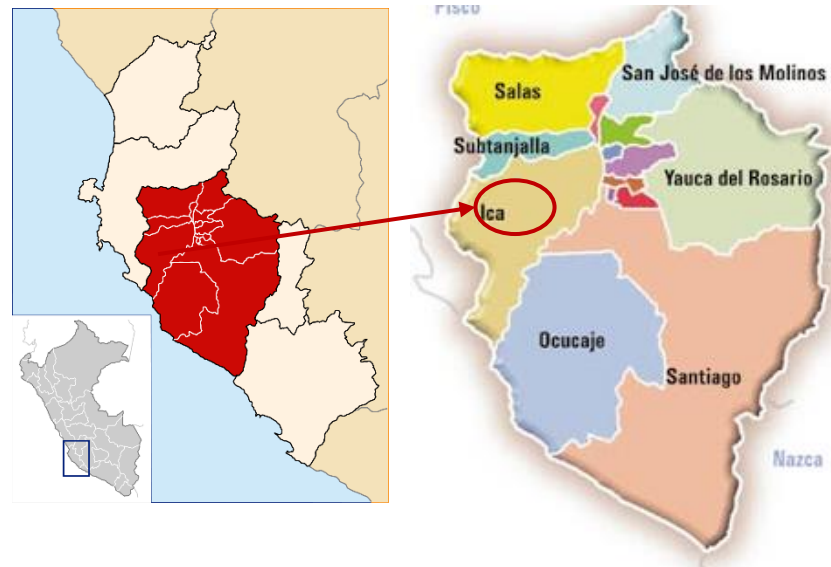 Pisco
San José de los Molinos
Salas
Subtanjalla
Yauca del Rosario
Ica
Ocucaje
Santiago
Nazca